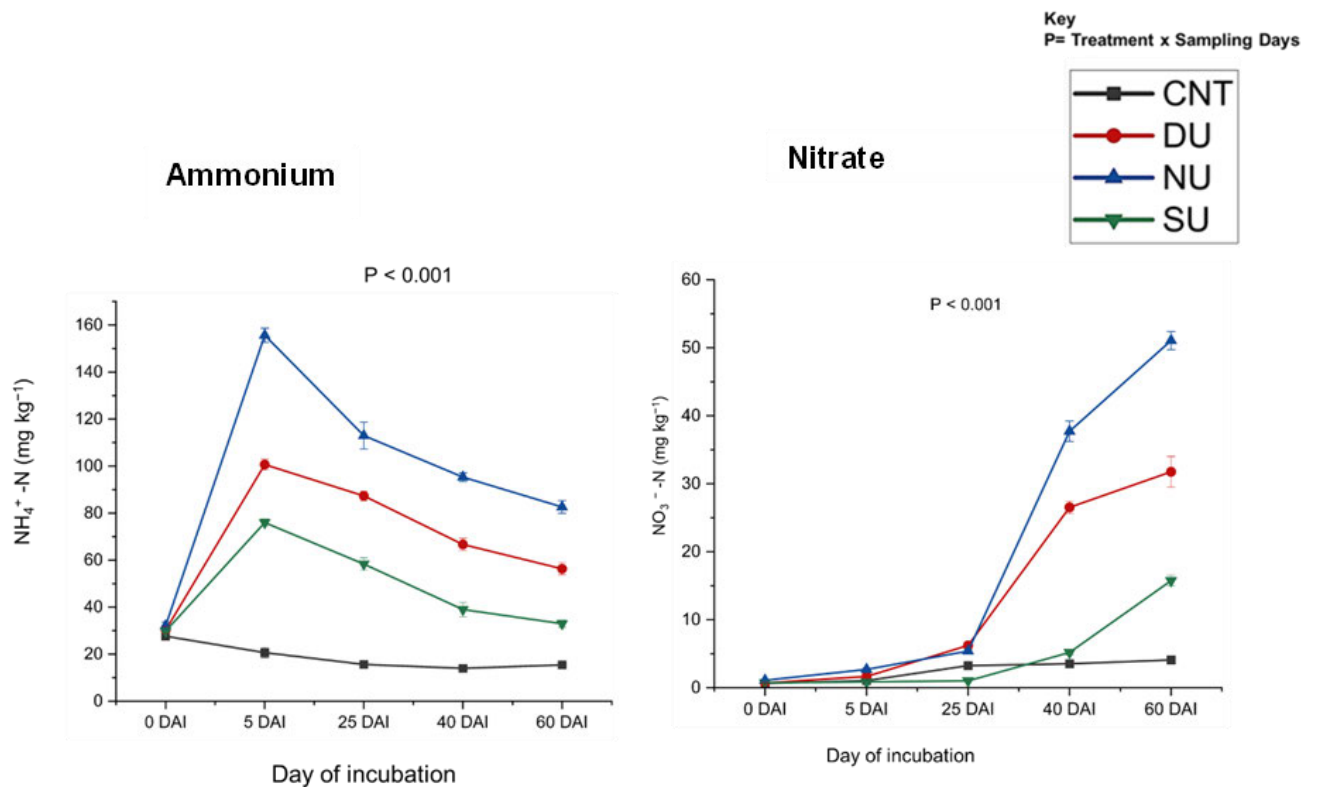 Key
P= Treatment x Sampling Days
CNT
DU
NU
SU
Ammonium
Nitrate
P < 0.001
NH₄⁺ -N (mg kg⁻¹)
160
140
120
100
80
60
40
20
0
0 DAI 5 DAI 25 DAI 40 DAI 60 DAI
Day of incubation
P < 0.001
NO₃⁻ -N (mg kg⁻¹)
60
50
40
30
20
10
0
0 DAI 5 DAI 25 DAI 40 DAI 60 DAI
Day of incubation